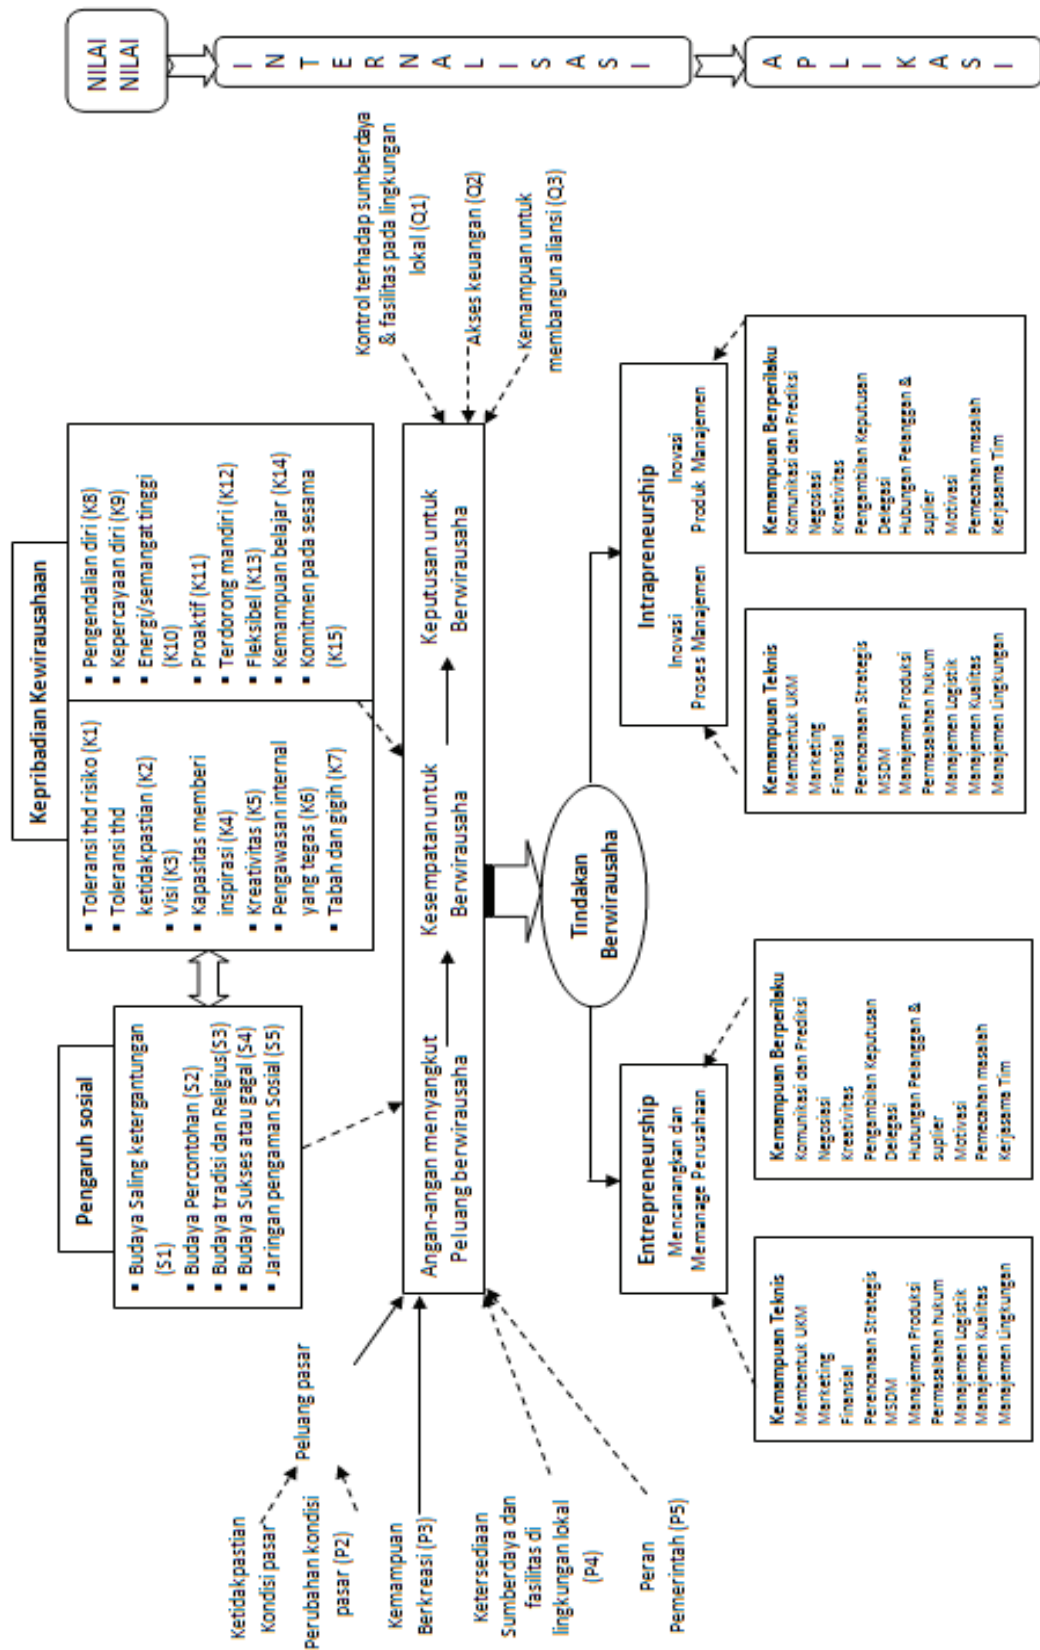 Pengaruh sosial
▪ Budaya Saling ketergantungan
(S1)
▪ Budaya Percontohan (S2)
▪ Budaya tradisi dan Religius(S3)
▪ Budaya Sukses atau gagal (S4)
▪ Jaringan pengaman Sosial (S5)
Kepribadian Kewirausahaan
▪ Toleransi thd risiko (K1)
▪ Toleransi thd
ketidakpastian (K2)
▪ Visi (K3)
▪ Kapasitas memberi
inspirasi (K4)
▪ Kreativitas (K5)
▪ Pengawasan internal
yang tegas (K6)
▪ Tabah dan gigih (K7)
▪ Pengendalian diri (K8)
▪ Kepercayaan diri (K9)
▪ Energi/semangat tinggi
(K10)
▪ Proaktif (K11)
▪ Terdorong mandiri (K12)
▪ Fleksibel (K13)
▪ Kemampuan belajar (K14)
▪ Komitmen pada sesama
(K15)
NILAI
NILAI
I N T E R N A L I S A S I
A P L I K A S I
Ketidakpastian
Kondisi pasar
Perubahan kondisi
pasar (P2)
Peluang pasar
Kemampuan
Berkreasi (P3)
Ketersediaan
Sumberdaya dan
fasilitas di
lingkungan lokal
(P4)
Peran
Pemerintah (P5)
Angan-angan menyangkut
Peluang berwirausaha
Kesempatan untuk
Berwirausaha
Keputusan untuk
Berwirausaha
Kontrol terhadap sumberdaya
& fasilitas pada lingkungan
lokal (Q1)
Akses keuangan (Q2)
Kemampuan untuk
membangun aliansi (Q3)
Tindakan
Berwirausaha
Entrepreneurship
Mencanangkan dan
Memanage Perusahaan
Intrapreneurship
Inovasi Inovasi
Proses Manajemen Produk Manajemen
Kemampuan Teknis
Membentuk UKM
Marketing
Finansial
Perencanaan Strategis
MSDM
Manajemen Produksi
Permasalahan hukum
Manajemen Logistik
Manajemen Kualitas
Manajemen Lingkungan
Kemampuan Berperilaku
Komunikasi dan Prediksi
Negosiasi
Kreativitas
Pengambilan Keputusan
Delegasi
Hubungan Pelanggan &
suplier
Motivasi
Pemecahan masalah
Kerjasama Tim
Kemampuan Teknis
Membentuk UKM
Marketing
Finansial
Perencanaan Strategis
MSDM
Manajemen Produksi
Permasalahan hukum
Manajemen Logistik
Manajemen Kualitas
Manajemen Lingkungan
Kemampuan Berperilaku
Komunikasi dan Prediksi
Negosiasi
Kreativitas
Pengambilan Keputusan
Delegasi
Hubungan Pelanggan &
suplier
Motivasi
Pemecahan masalah
Kerjasama Tim